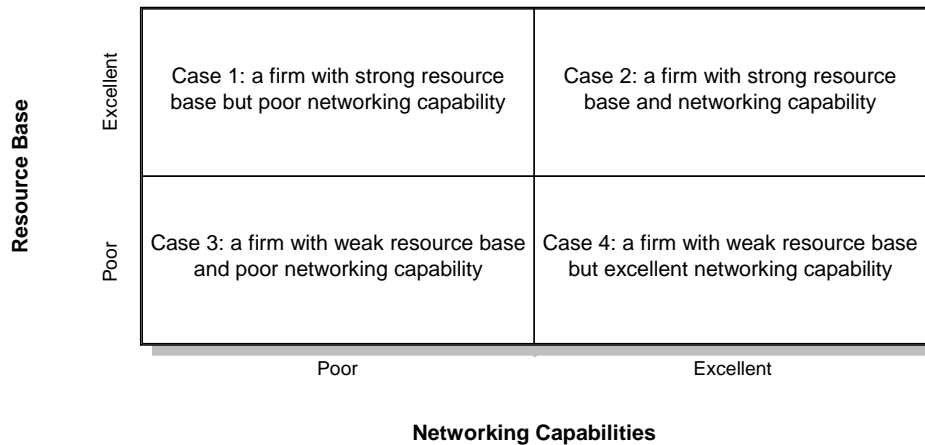 Resource Base
Excellent
Case 1: a firm with strong resource
base but poor networking capability
Case 2: a firm with strong resource
base and networking capability
Poor
Case 3: a firm with weak resource base
and poor networking capability
Case 4: a firm with weak resource base
but excellent networking capability
Poor
Excellent
Networking Capabilities